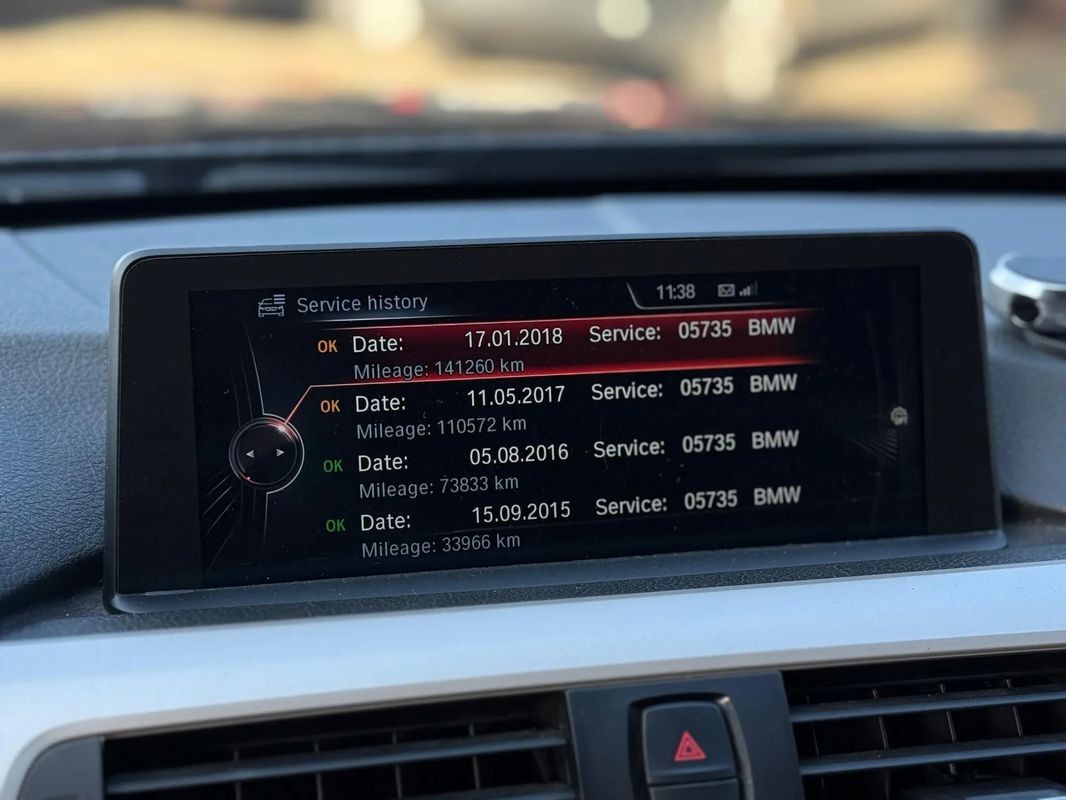 Service history 11:38
OK Date: 17.01.2018 Service: 05735 BMW
Mileage: 141260 km
OK Date: 11.05.2017 Service: 05735 BMW
Mileage: 110572 km
OK Date: 05.08.2016 Service: 05735 BMW
Mileage: 73833 km
OK Date: 15.09.2015 Service: 05735 BMW
Mileage: 33966 km